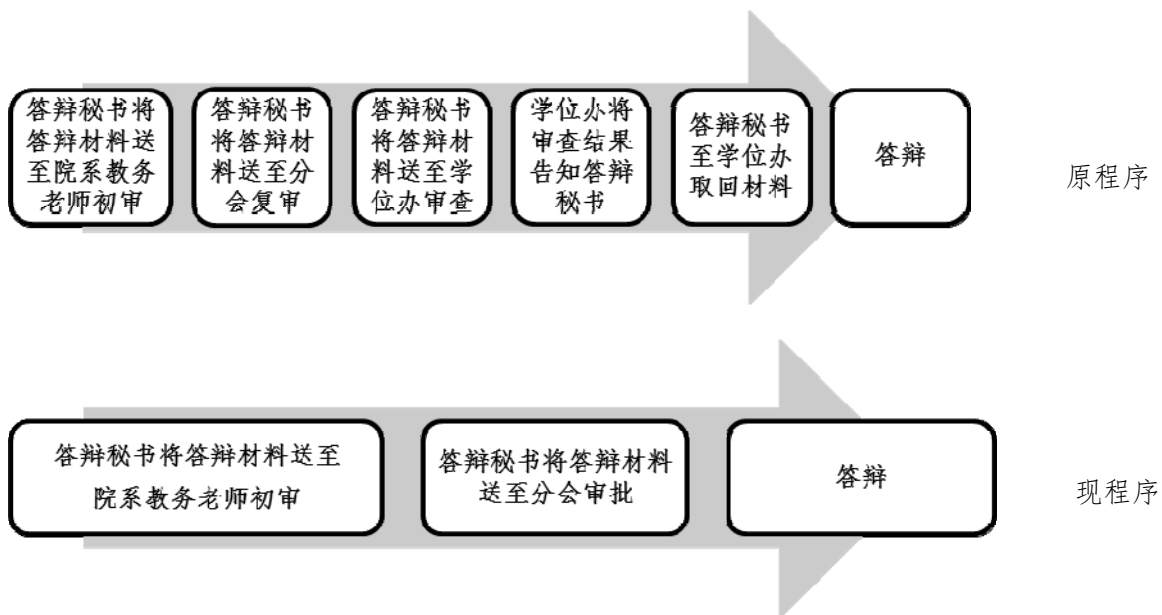 答辩秘书将
答辩材料送
至院系教务
老师初审
答辩秘书
将答辩材
料送至分
会复审
答辩秘书
将答辩材
料送至学
位办审查
学位办将
审查结果
告知答辩
秘书
答辩秘书
至学位办
取回材料
答辩
原程序
答辩秘书将答辩材料送至
院系教务老师初审
答辩秘书将答辩材料
送至分会审批
答辩
现程序